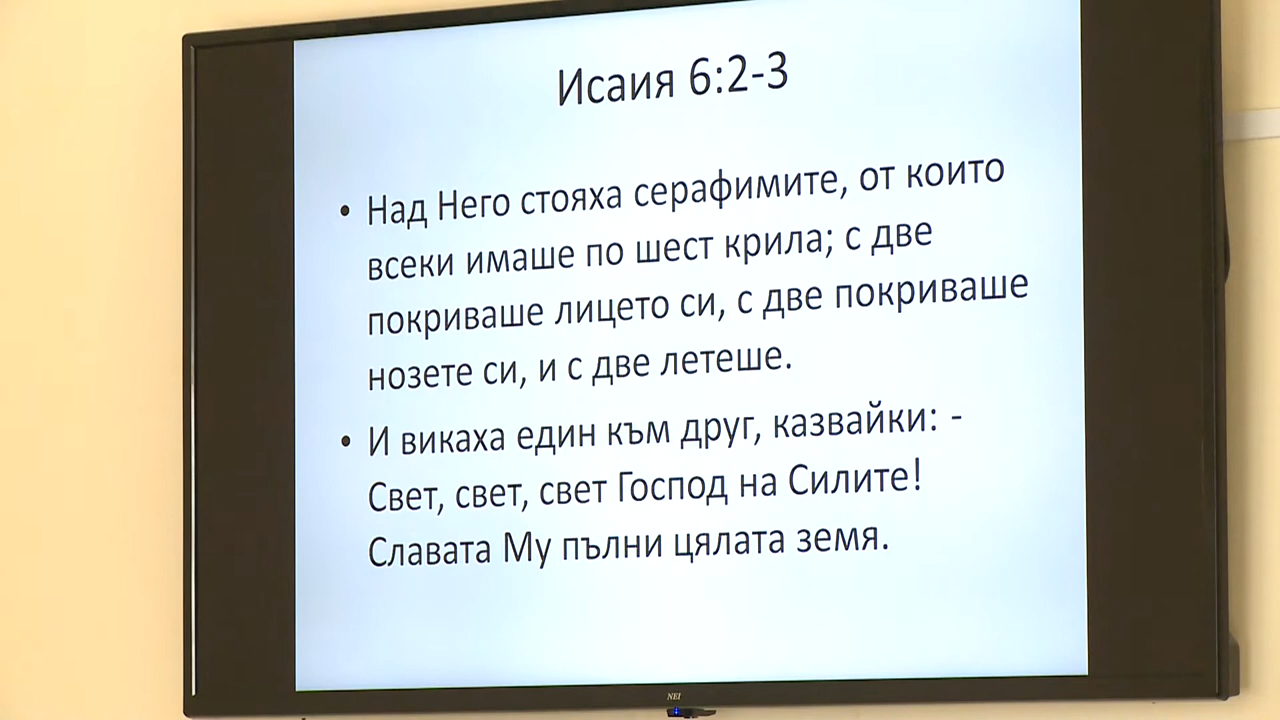 Исаия 6:2-3
• Над Него стояха серафимите, от които
всеки имаше по шест крила; с две
покриваше лицето си, с две покриваше
нозете си, и с две летеше.
• И викаха един към друг, казвайки: -
Свет, свет, свет Господ на Силите!
Славата Му пълни цялата земя.
NEI